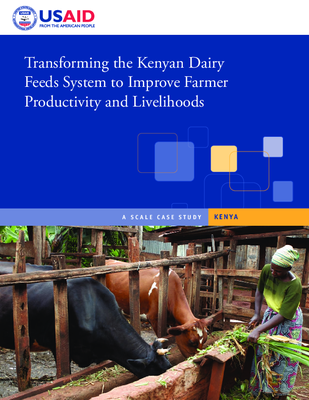 USAID
FROM THE AMERICAN PEOPLE
Transforming the Kenyan Dairy
Feeds System to Improve Farmer
Productivity and Livelihoods
A SCALE CASE STUDY
KENYA